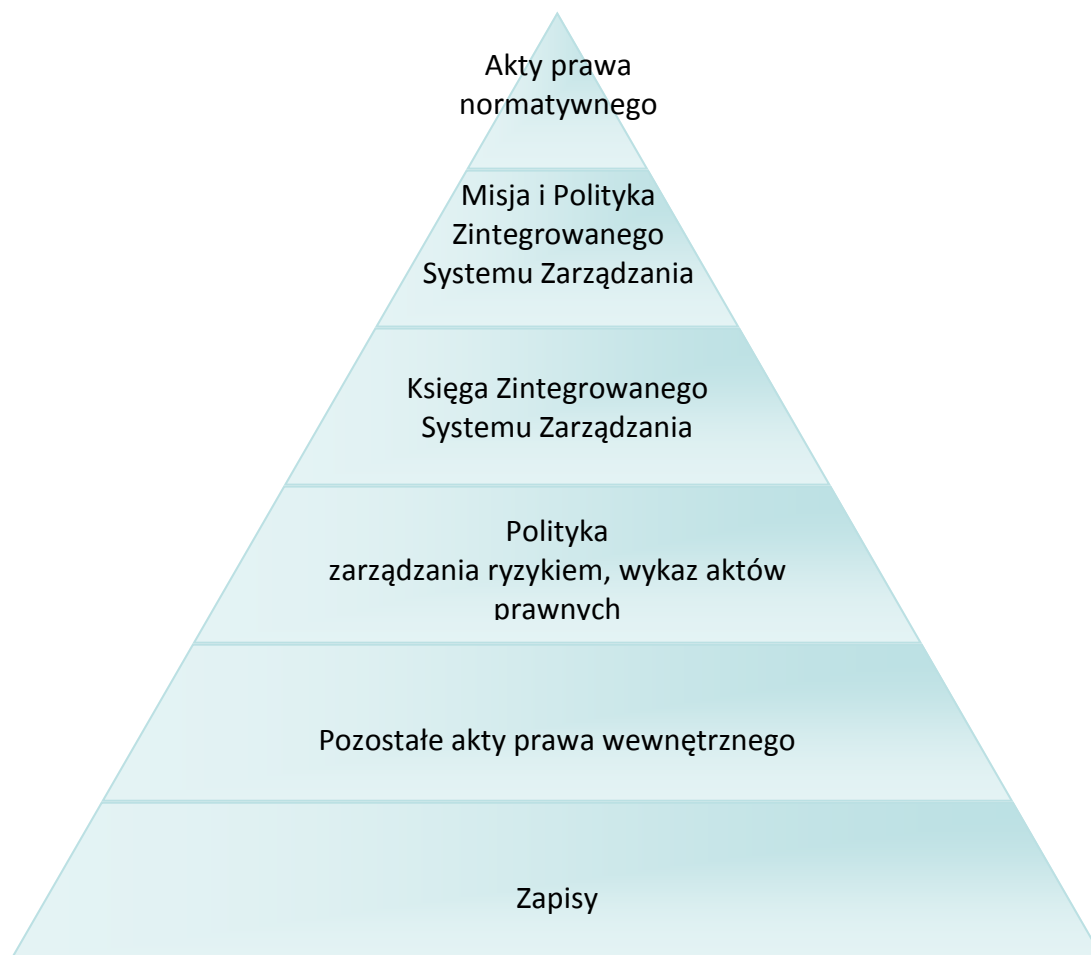 Akty prawa
normatywnego
Misja i Polityka
Zintegrowanego
Systemu Zarządzania
Księga Zintegrowanego
Systemu Zarządzania
Polityka
zarządzania ryzykiem, wykaz aktów
prawnych
Pozostałe akty prawa wewnętrznego
Zapisy